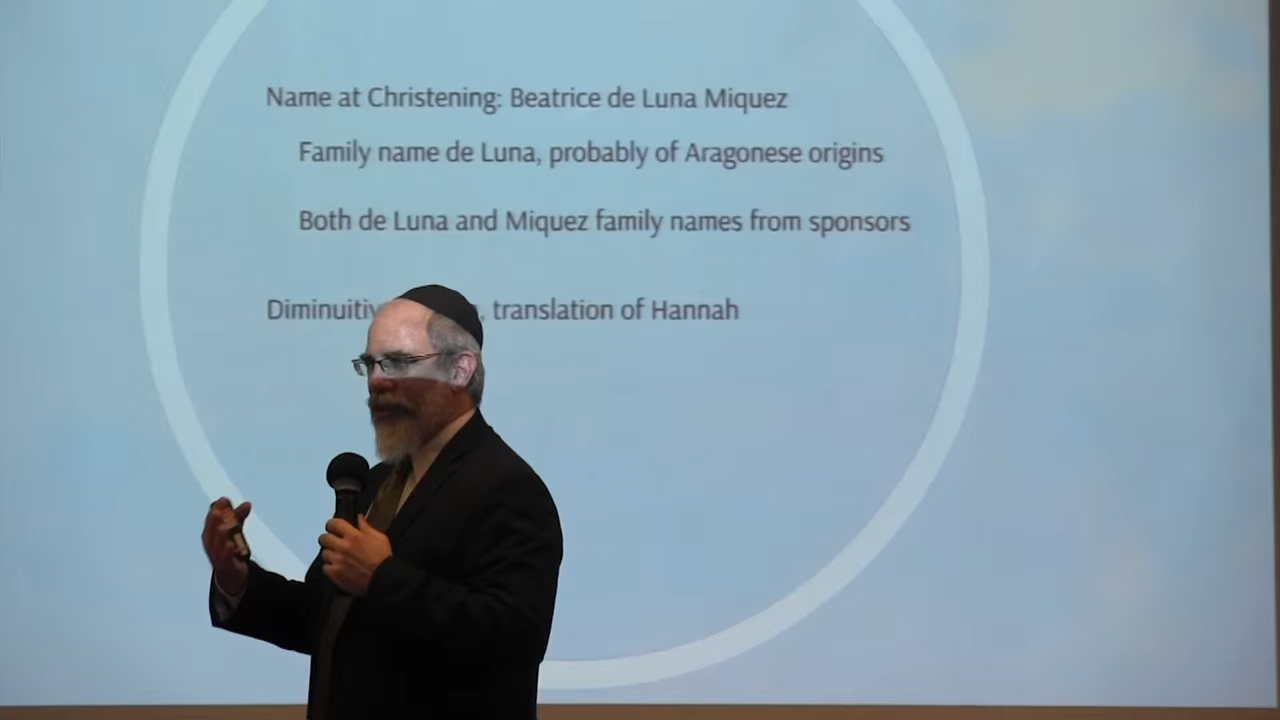 Name at Christening: Beatrice de Luna Miquez
Family name de Luna, probably of Aragonese origins
Both de Luna and Miquez family names from sponsors
translation of Hannah